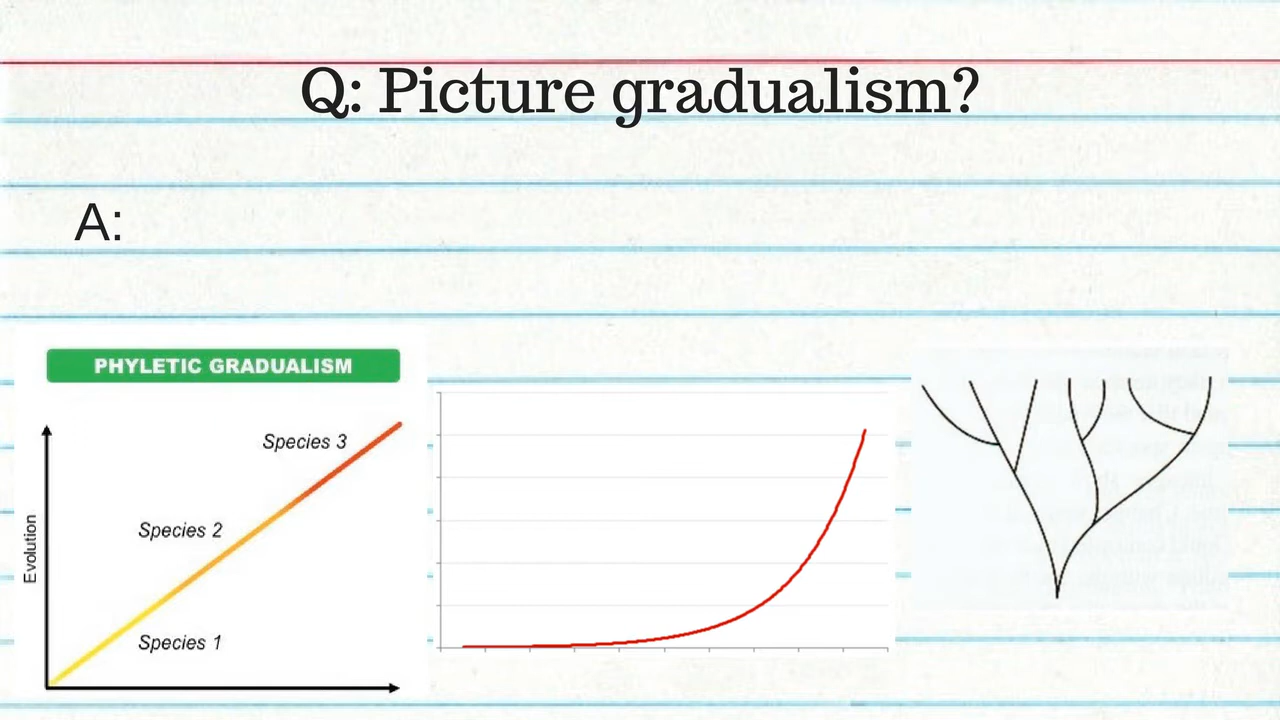 Q: Picture gradualism?
A:
PHYLETIC GRADUALISM
Species 3
Species 2
Species 1
Evolution